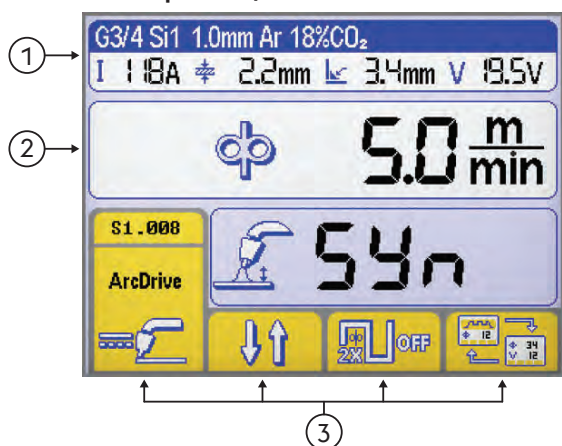 G3/4 Si1 1.0mm Ar 18%CO₂
1
I 118A 2.2mm 3.4mm V 19.5V
2
5.0 m/min
S1.008
SYn
ArcDrive
2X OFF
12
V 34
12
3